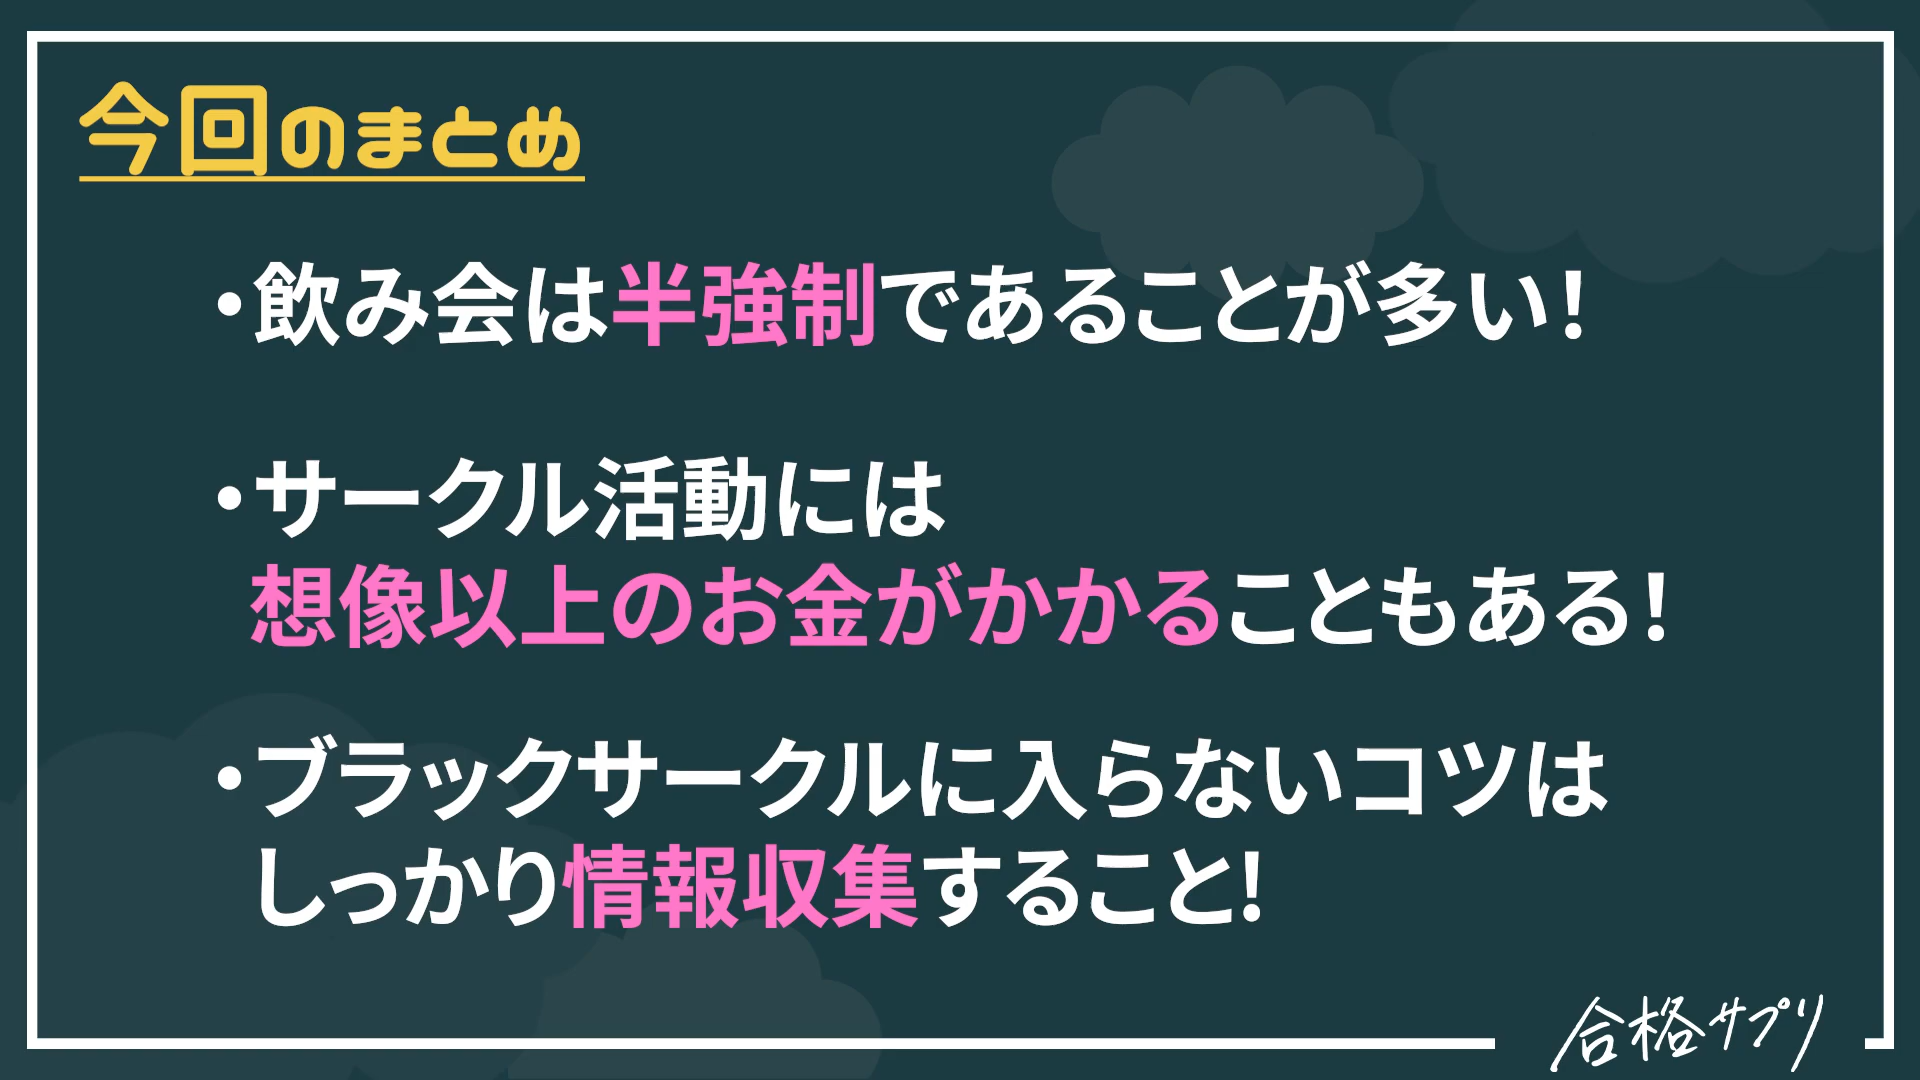 今回のまとめ
・飲み会は半強制であることが多い！
・サークル活動には
想像以上のお金がかかることもある！
・ブラックサークルに入らないコツは
しっかり情報収集すること！
合格サプリ